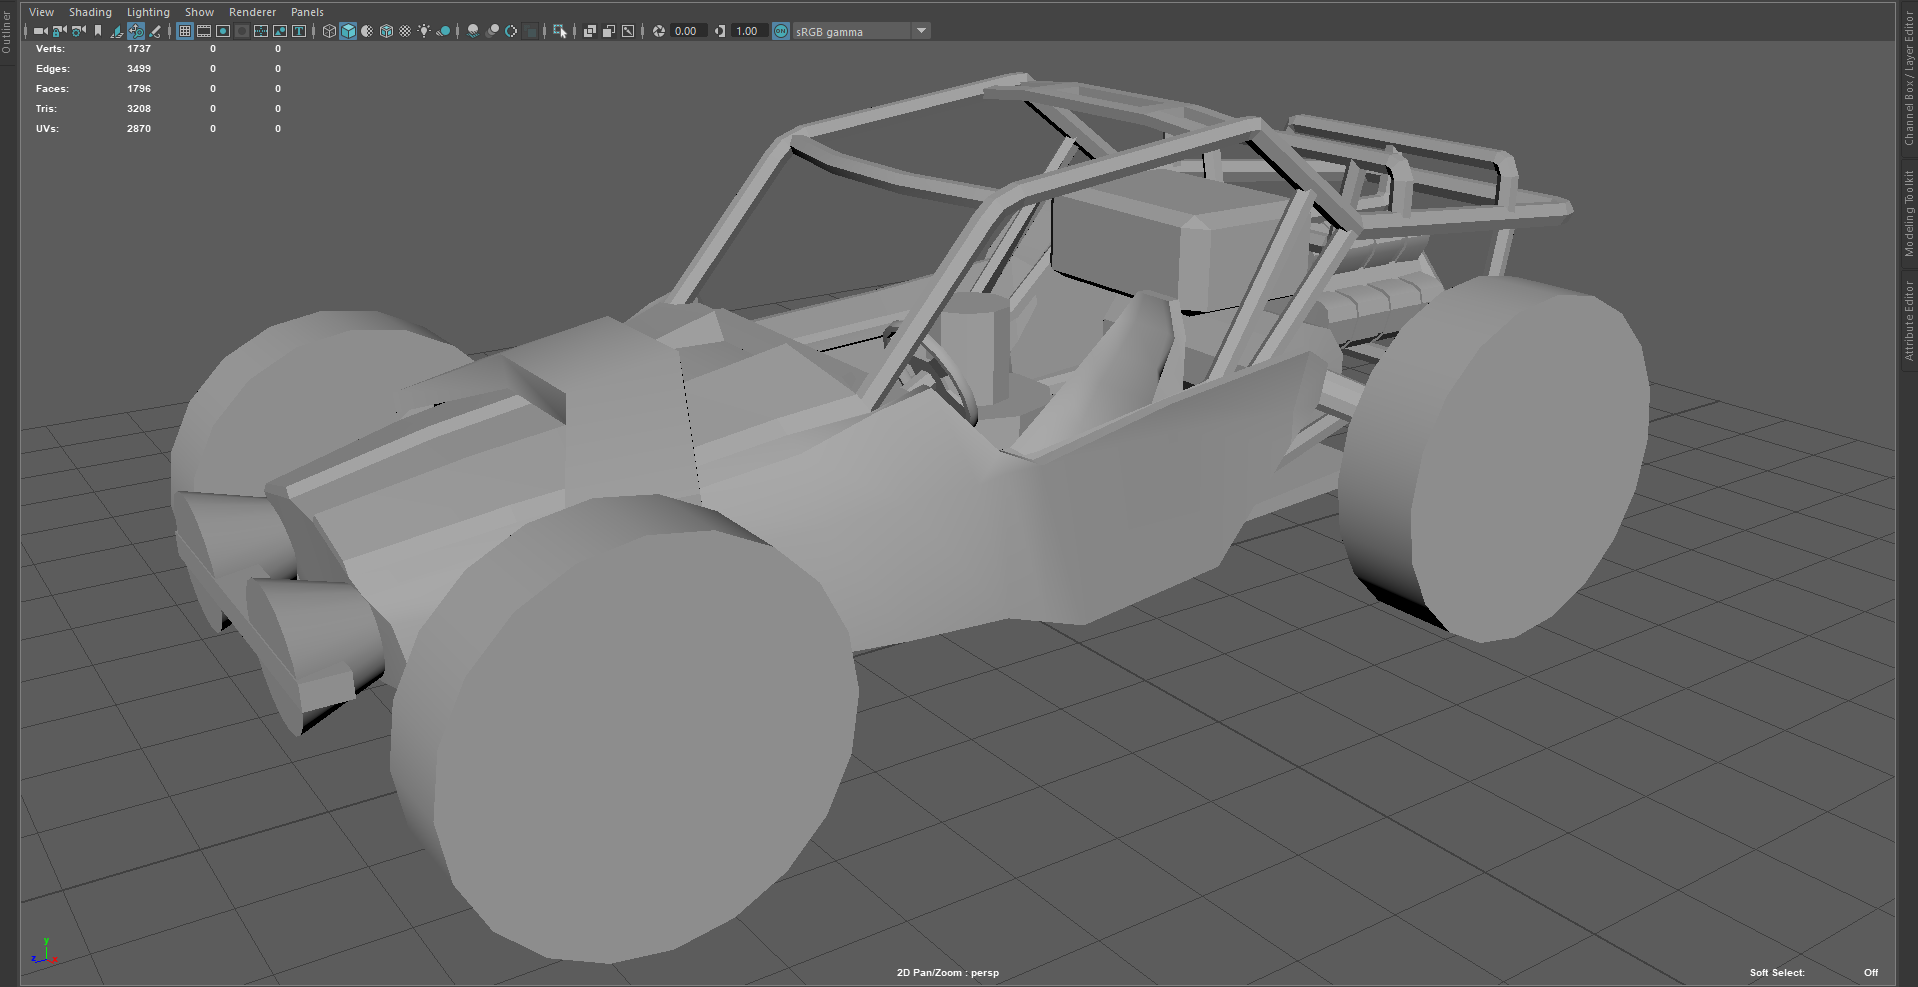 View Shading Lighting Show Renderer Panels
0.00 1.00 ON sRGB gamma
Verts: 1737 0 0
Edges: 3499 0 0
Faces: 1796 0 0
Tris: 3208 0 0
UVs: 2870 0 0
Outliner
Channel Box / Layer Editor
Modeling Toolkit
Attribute Editor
y
z x
2D Pan/Zoom : persp
Soft Select: Off